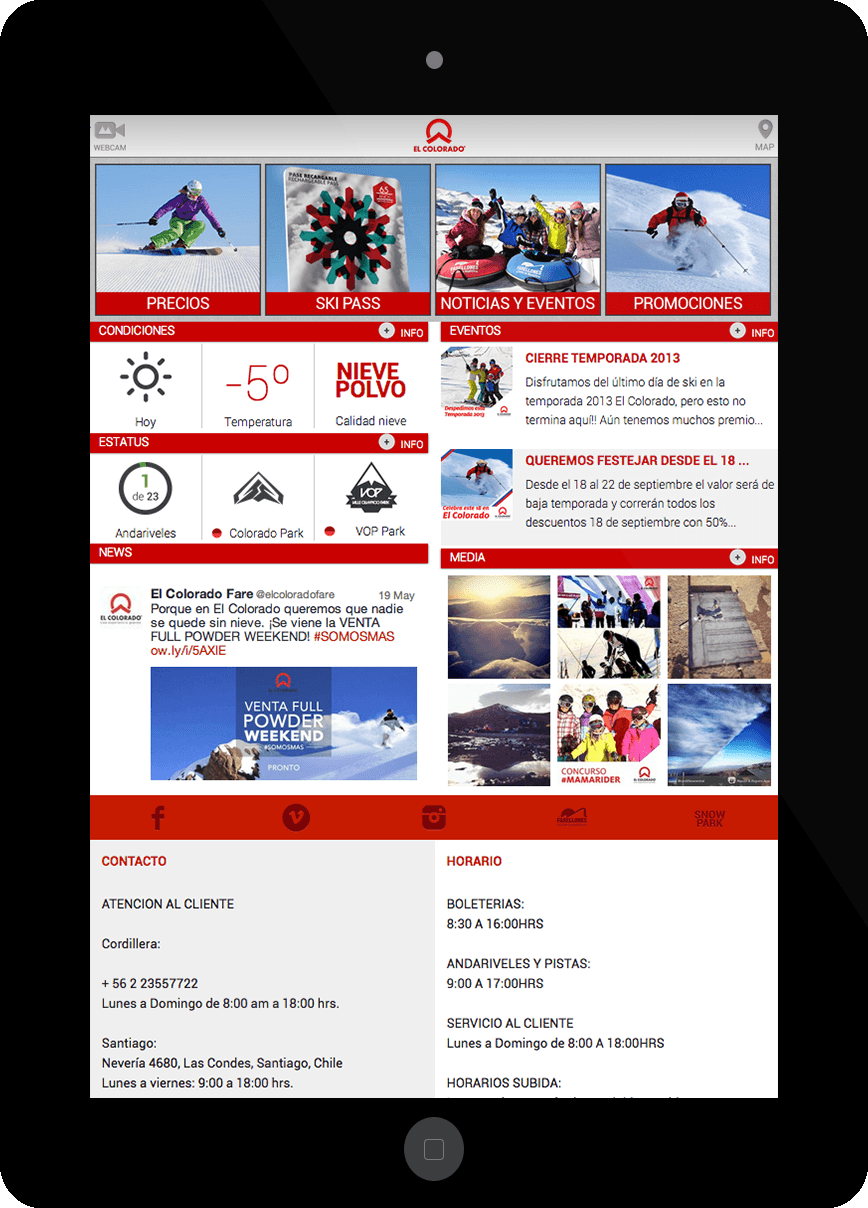 WEBCAM
EL COLORADO
MAP
PASE RECARGABLE
RECHARGEABLE PASS
65
FARELLONES
PRECIOS
SKI PASS
NOTICIAS Y EVENTOS
PROMOCIONES
CONDICIONES
+ INFO
Hoy
-5º
Temperatura
NIEVE
POLVO
Calidad nieve
ESTATUS
+ INFO
1
de 23
Andariveles
Colorado Park
VOP
VALLE OLIMPICO PARK
VOP Park
NEWS
EL COLORADO
El Colorado Fare @elcoloradofare 19 May
Porque en El Colorado queremos que nadie
se quede sin nieve. ¡Se viene la VENTA
FULL POWDER WEEKEND! #SOMOSMAS
ow.ly/i/5AXIE
EL COLORADO
VENTA FULL
POWDER
WEEKEND
#SOMOSMAS
PRONTO
EVENTOS
+ INFO
Despedimos esta
Temporada 2013
CIERRE TEMPORADA 2013
Disfrutamos del último día de ski en la
temporada 2013 El Colorado, pero esto no
termina aquí!! Aún tenemos muchos premio...
Celebra este 18 en
El Colorado
QUEREMOS FESTEJAR DESDE EL 18 ...
Desde el 18 al 22 de septiembre el valor será de
baja temporada y correrán todos los
descuentos 18 de septiembre con 50%...
MEDIA
+ INFO
CONCURSO
#MAMARIDER
EL COLORADO
FARELLONES
SNOW
PARK
CONTACTO
ATENCION AL CLIENTE
Cordillera:
+ 56 2 23557722
Lunes a Domingo de 8:00 am a 18:00 hrs.
Santiago:
Nevería 4680, Las Condes, Santiago, Chile
Lunes a viernes: 9:00 a 18:00 hrs.
HORARIO
BOLETERIAS:
8:30 A 16:00HRS
ANDARIVELES Y PISTAS:
9:00 A 17:00HRS
SERVICIO AL CLIENTE
Lunes a Domingo de 8:00 A 18:00HRS
HORARIOS SUBIDA: